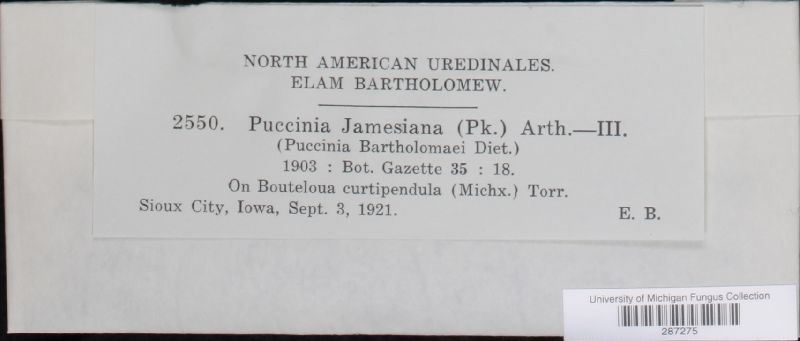 NORTH AMERICAN UREDINALES.
ELAM BARTHOLOMEW.
2550. Puccinia Jamesiana (Pk.) Arth.—III.
(Puccinia Bartholomaei Diet.)
1903 : Bot. Gazette 35 : 18.
On Bouteloua curtipendula (Michx.) Torr.
Sioux City, Iowa, Sept. 3, 1921.
E. B.
University of Michigan Fungus Collection
287275